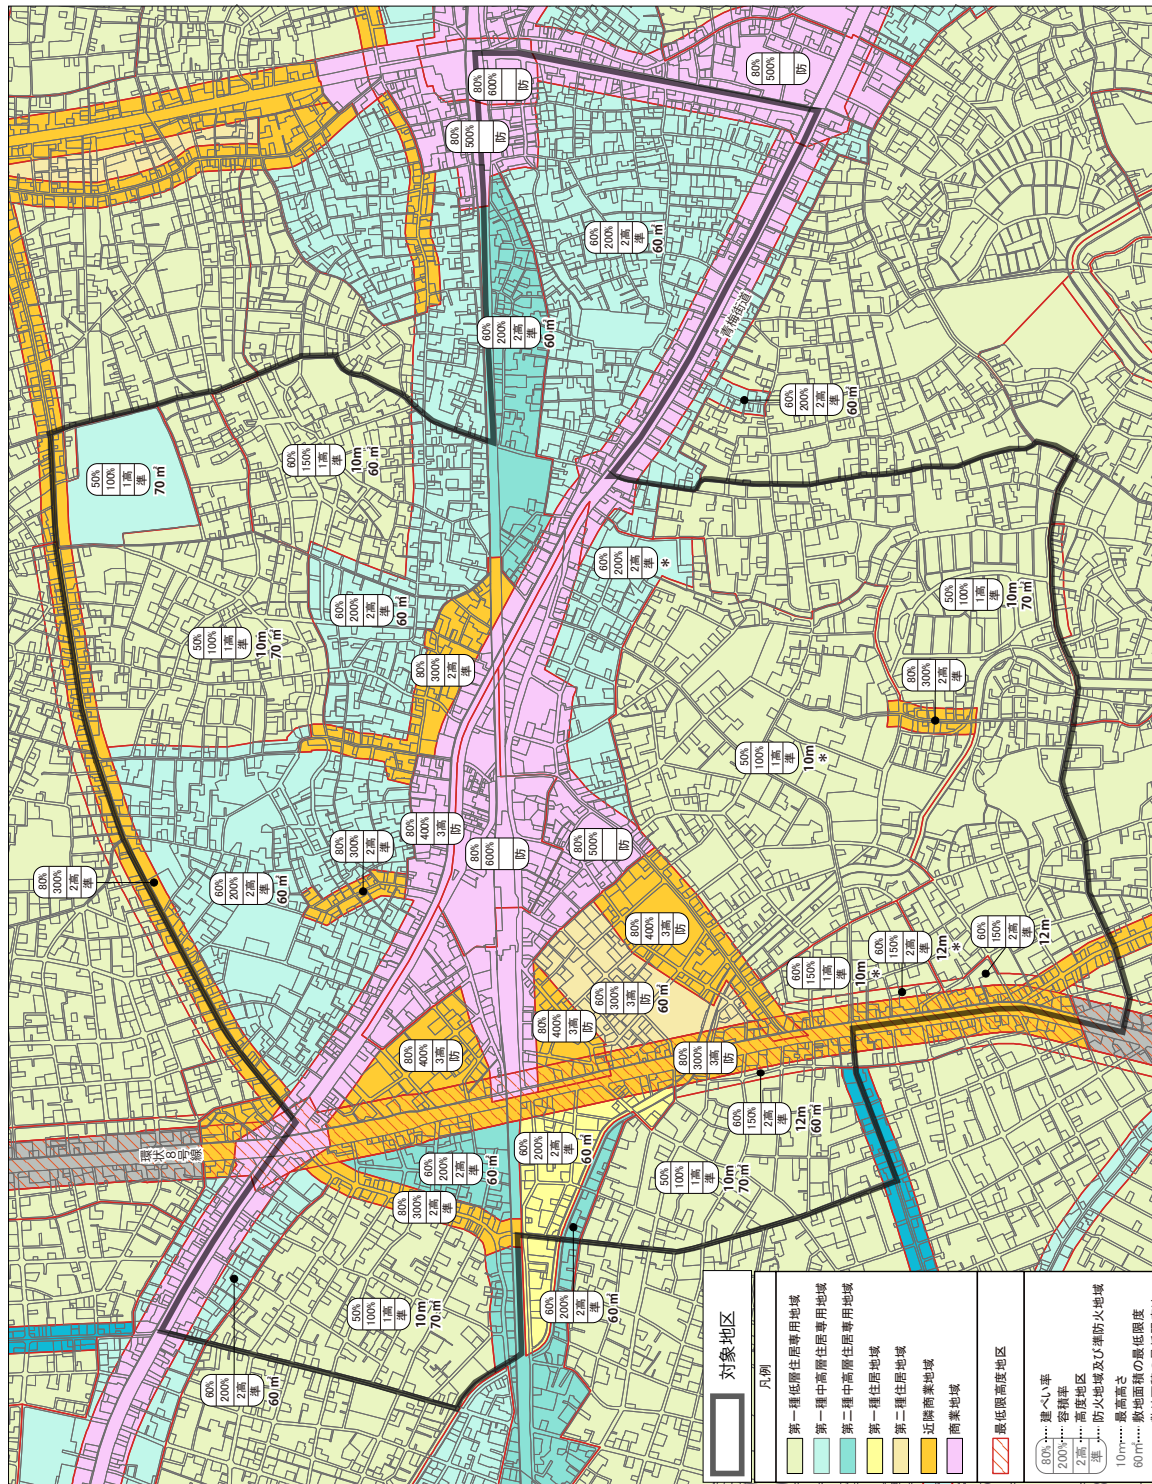 80%
500%
防
80%
600%
防
80%
500%
防
60%
200%
2高
準
60㎡
60%
200%
2高
準
60㎡
青梅街道
60%
200%
2高
準
60㎡
50%
100%
1高
準
70㎡
60%
150%
1高
準
10m
60㎡
60%
200%
2高
準
*
60%
200%
2高
準
60㎡
50%
100%
1高
準
10m
70㎡
50%
100%
1高
準
10m
70㎡
80%
300%
2高
準
80%
300%
2高
準
50%
100%
1高
準
10m
*
80%
300%
2高
準
60%
200%
2高
準
60㎡
80%
300%
2高
準
80%
400%
3高
防
80%
600%
防
80%
500%
防
80%
400%
3高
防
60%
300%
3高
防
60㎡
80%
400%
3高
防
80%
400%
3高
防
80%
300%
3高
防
60%
150%
1高
準
10m
*
60%
150%
2高
準
12m
*
60%
150%
2高
準
12m
60%
150%
2高
準
12m
60㎡
環状8号線
60%
200%
2高
準
60㎡
60%
200%
2高
準
60㎡
80%
300%
2高
準
50%
100%
1高
準
10m
70㎡
50%
100%
1高
準
10m
70㎡
60%
200%
2高
準
60㎡
60%
200%
2高
準
60㎡
対象地区
凡例
第一種低層住居専用地域
第一種中高層住居専用地域
第二種中高層住居専用地域
第一種住居地域
第二種住居地域
近隣商業地域
商業地域
最低限高度地区
80%……建ぺい率
200%……容積率
2高……高度地区
準……防火地域及び準防火地域
10m……最高高さ
60㎡……敷地面積の最低限度